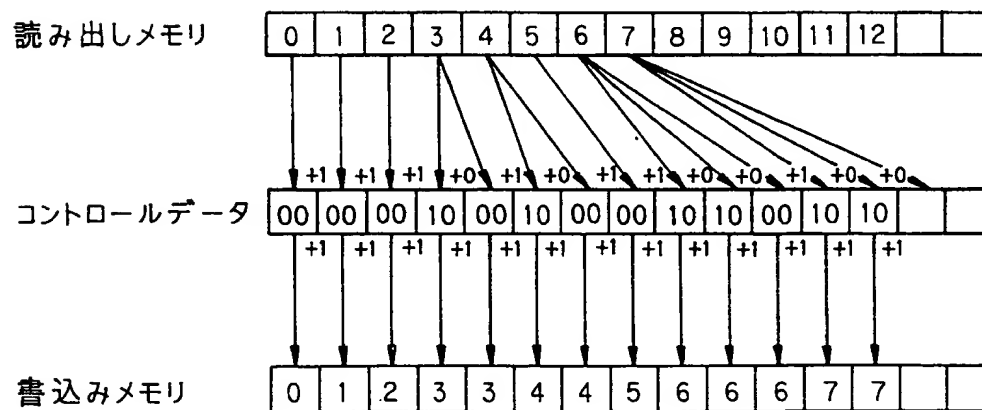 読み出しメモリ 0 1 2 3 4 5 6 7 8 9 10 11 12
+1 +1 +1 +0 +1 +0 +1 +1 +0 +0 +1 +0 +0
コントロールデータ 00 00 00 10 00 10 00 00 10 10 00 10 10
+1 +1 +1 +1 +1 +1 +1 +1 +1 +1 +1 +1 +1
書込みメモリ 0 1 2 3 3 4 4 5 6 6 6 7 7